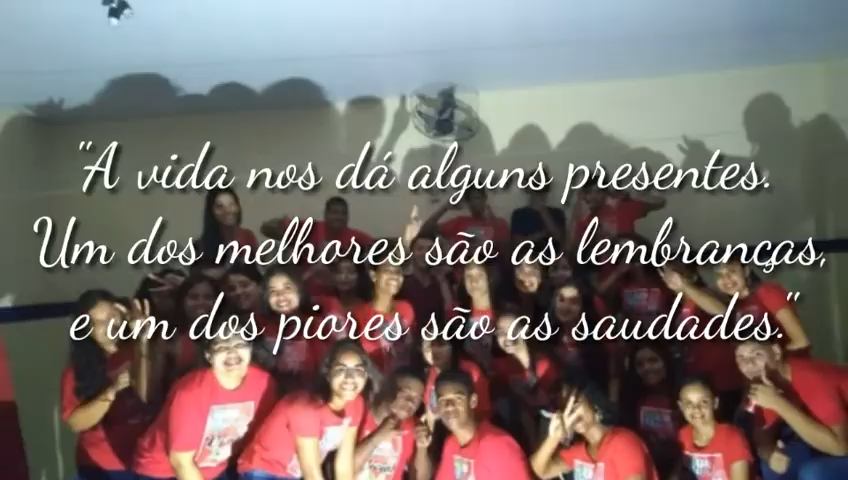 "A vida nos dá alguns presentes.
Um dos melhores são as lembranças,
e um dos piores são as saudades."